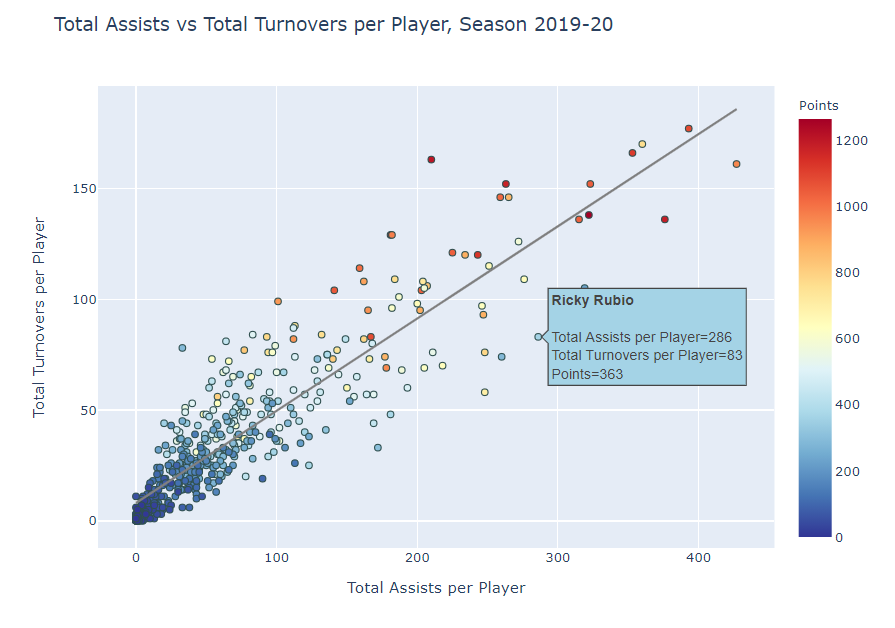 Total Assists vs Total Turnovers per Player, Season 2019-20
Points
1200
1000
800
600
400
200
0
150
100
50
0
Total Turnovers per Player
Ricky Rubio
Total Assists per Player=286
Total Turnovers per Player=83
Points=363
0
100
200
300
400
Total Assists per Player